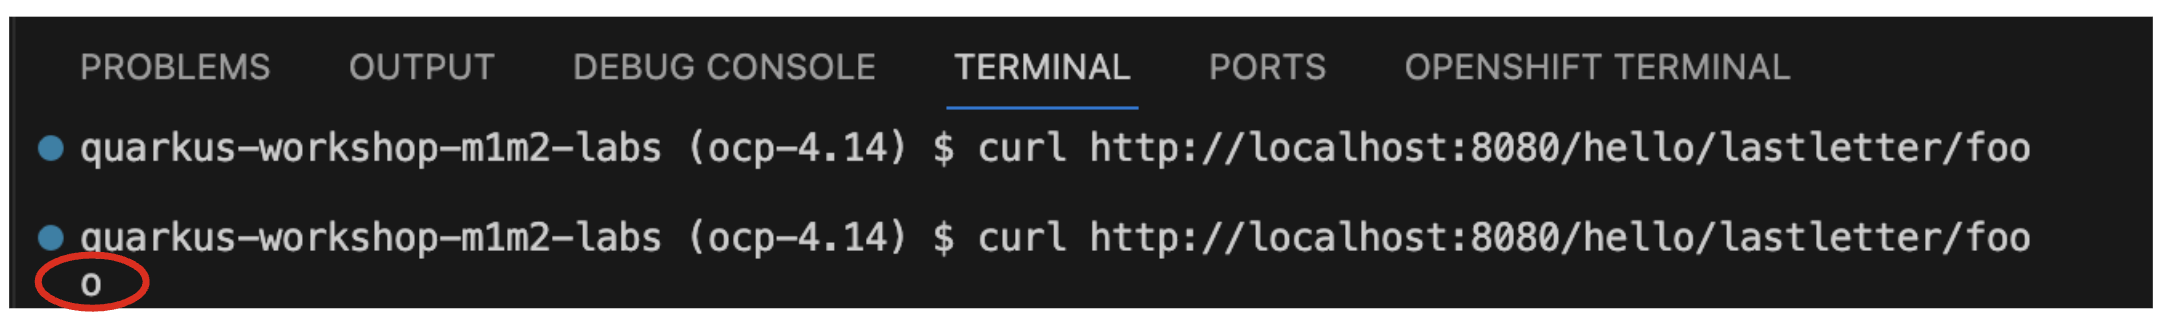 PROBLEMS OUTPUT DEBUG CONSOLE TERMINAL PORTS OPENSHIFT TERMINAL
quarkus-workshop-m1m2-labs (ocp-4.14) $ curl http://localhost:8080/hello/lastletter/foo
quarkus-workshop-m1m2-labs (ocp-4.14) $ curl http://localhost:8080/hello/lastletter/foo
o